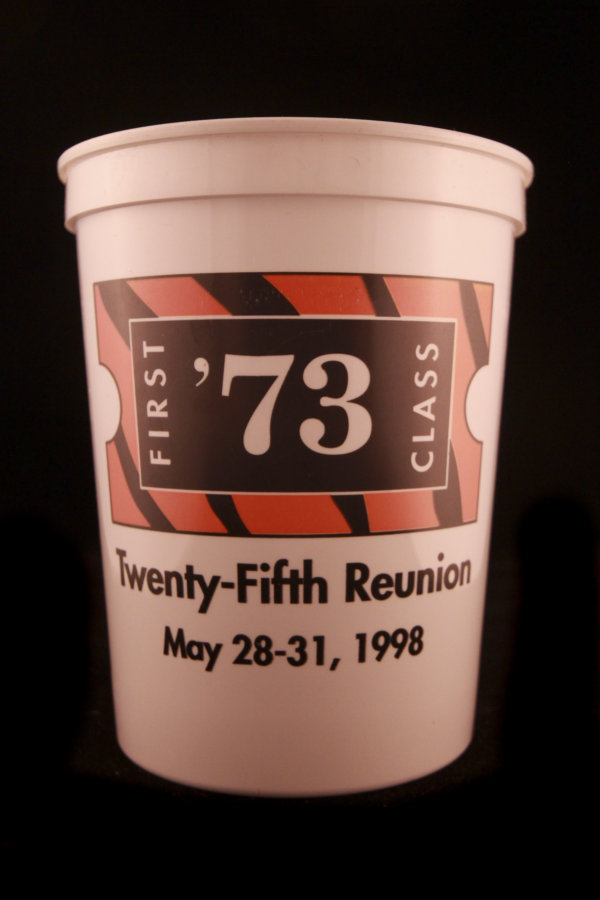 FIRST
’73
CLASS
Twenty-Fifth Reunion
May 28-31, 1998